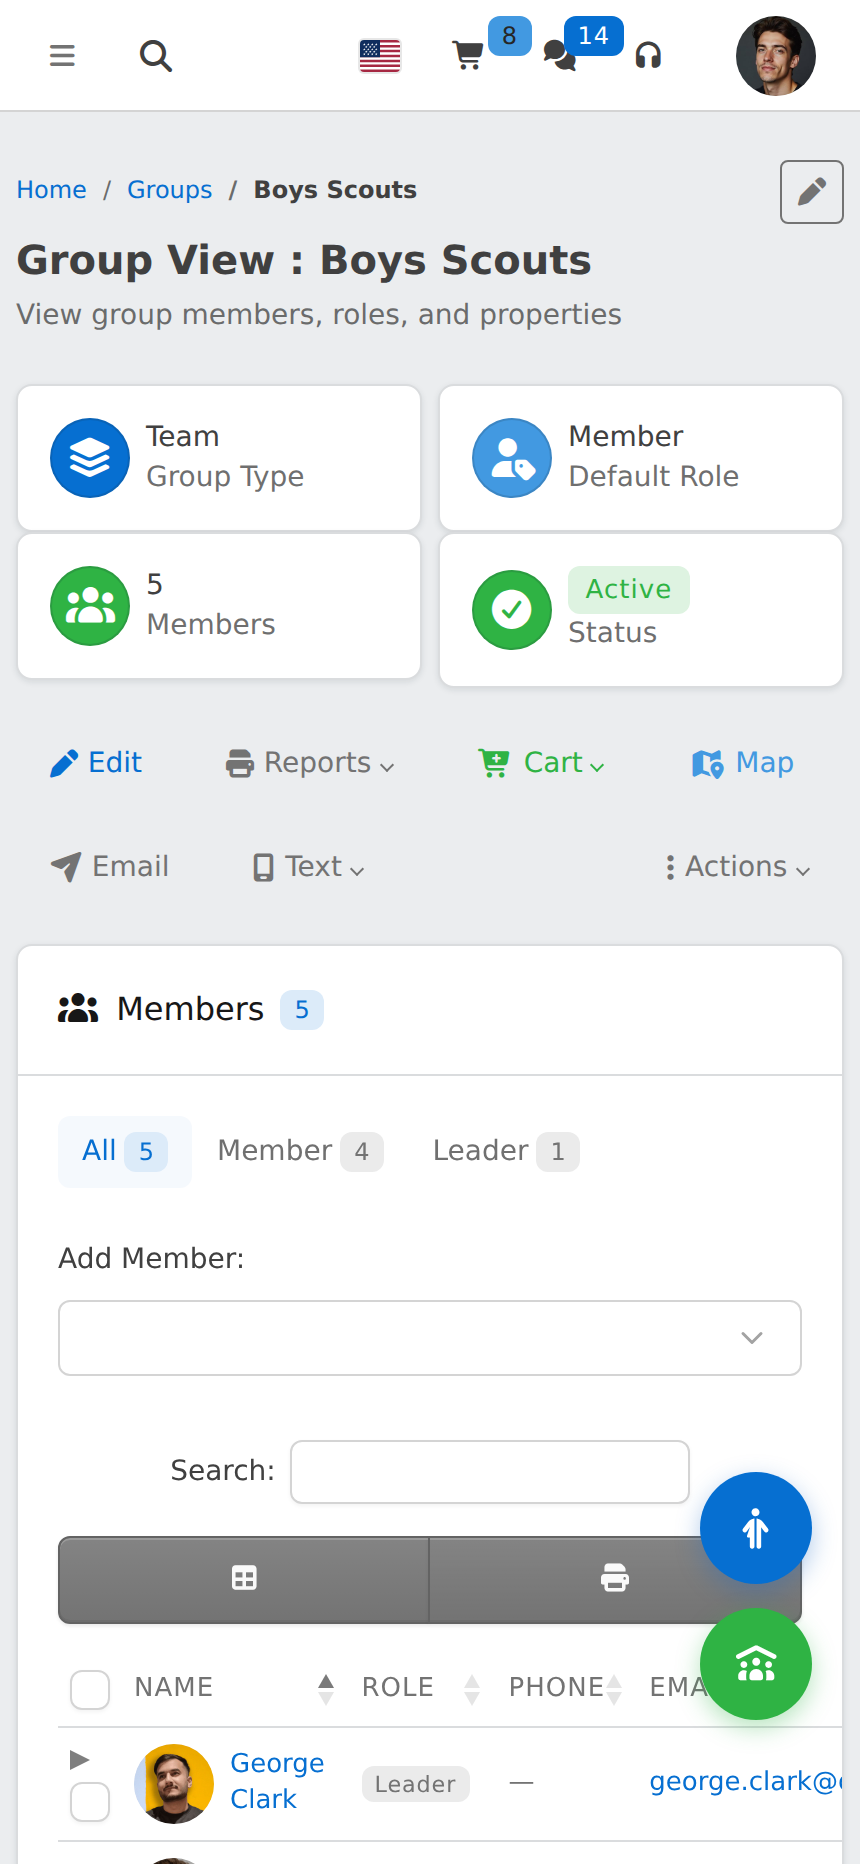 8
14
Home / Groups / Boys Scouts
Group View : Boys Scouts
View group members, roles, and properties
Team
Group Type
Member
Default Role
5
Members
Active
Status
Edit
Reports
Cart
Map
Email
Text
Actions
Members 5
All 5
Member 4
Leader 1
Add Member:
Search:
NAME ROLE PHONE
George Clark Leader — george.clark@